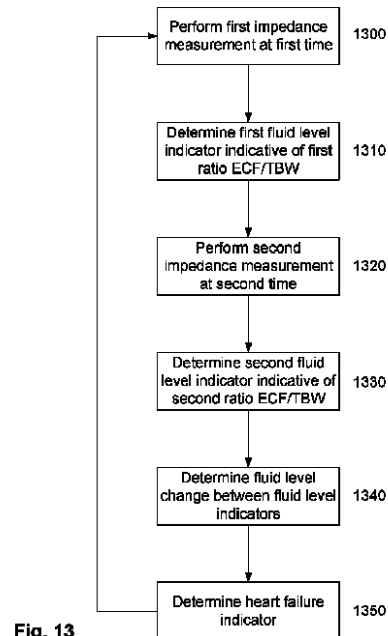 Perform first impedance
measurement at first time
1300
Determine first fluid level
indicator indicative of first
ratio ECF/TBW
1310
Perform second
impedance measurement
at second time
1320
Determine second fluid
level indicator indicative of
second ratio ECF/TBW
1330
Determine fluid level
change between fluid level
indicators
1340
Determine heart failure
indicator
1350
Fig. 13